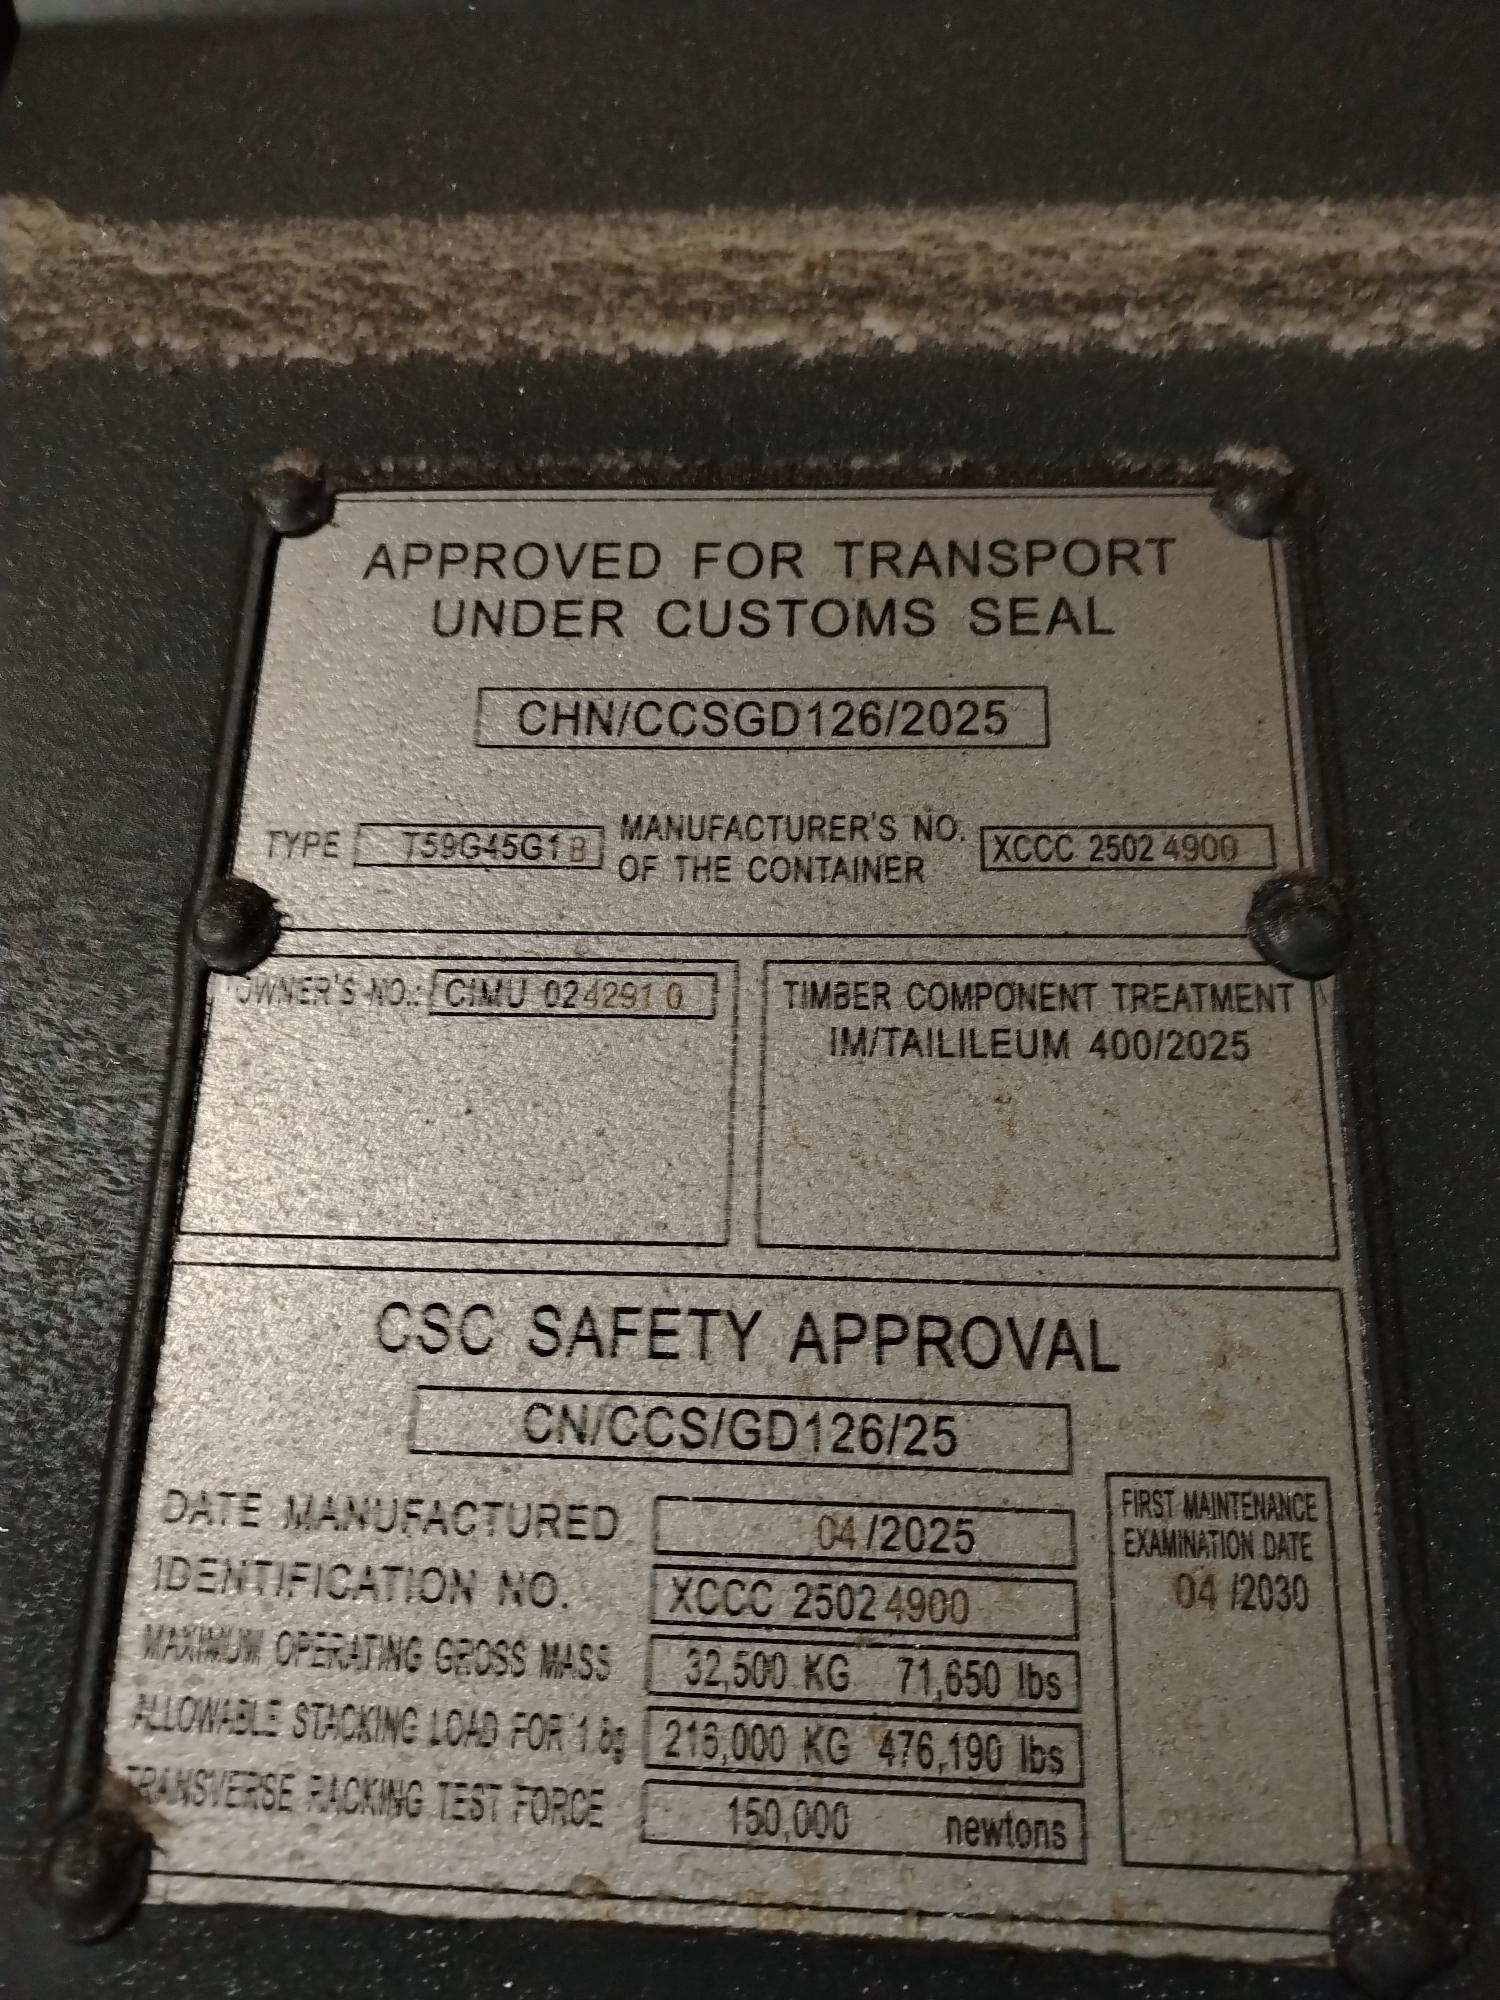 APPROVED FOR TRANSPORT
UNDER CUSTOMS SEAL
CHN/CCSGD126/2025
TYPE T59G45G1B MANUFACTURER'S NO. OF THE CONTAINER XCCC 25024900
OWNER'S NO.: CIMU 024291 0
TIMBER COMPONENT TREATMENT
IM/TAILILEUM 400/2025
CSC SAFETY APPROVAL
CN/CCS/GD126/25
DATE MANUFACTURED 04/2025
IDENTIFICATION NO. XCCC 25024900
MAXIMUM OPERATING GROSS MASS 32,500 KG 71,650 lbs
ALLOWABLE STACKING LOAD FOR 1.8g 216,000 KG 476,190 lbs
TRANSVERSE RACKING TEST FORCE 150,000 newtons
FIRST MAINTENANCE
EXAMINATION DATE
04 /2030